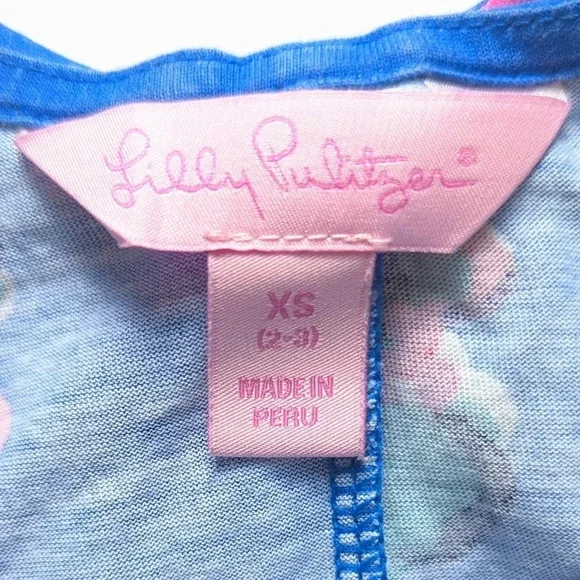 Lilly Pulitzer®
XS
(2-3)
MADE IN
PERU